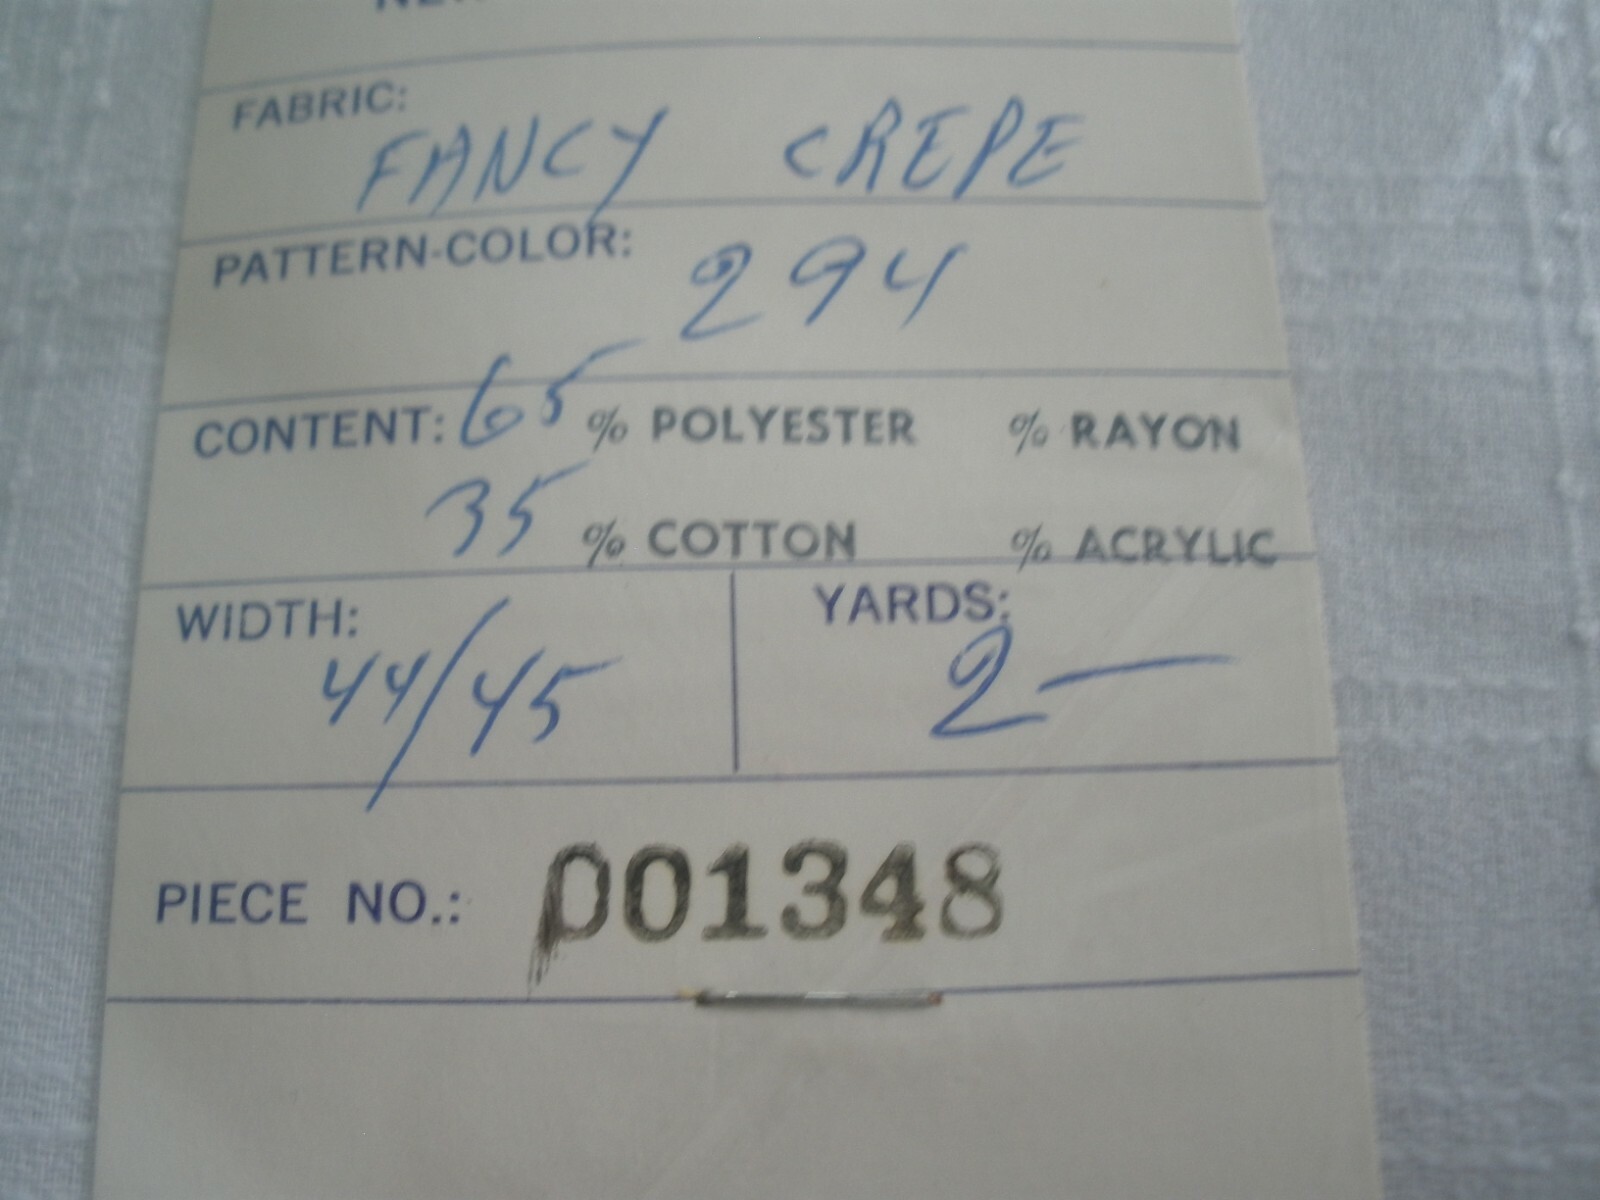 FABRIC:
FANCY CREPE
PATTERN-COLOR: 294
CONTENT: 65 % POLYESTER % RAYON
35 % COTTON % ACRYLIC
WIDTH: YARDS:
44/45 2—
PIECE NO.: 001348